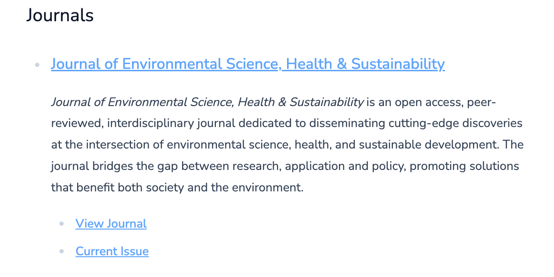 Journals
Journal of Environmental Science, Health & Sustainability
Journal of Environmental Science, Health & Sustainability is an open access, peer-
reviewed, interdisciplinary journal dedicated to disseminating cutting-edge discoveries
at the intersection of environmental science, health, and sustainable development. The
journal bridges the gap between research, application and policy, promoting solutions
that benefit both society and the environment.
View Journal
Current Issue